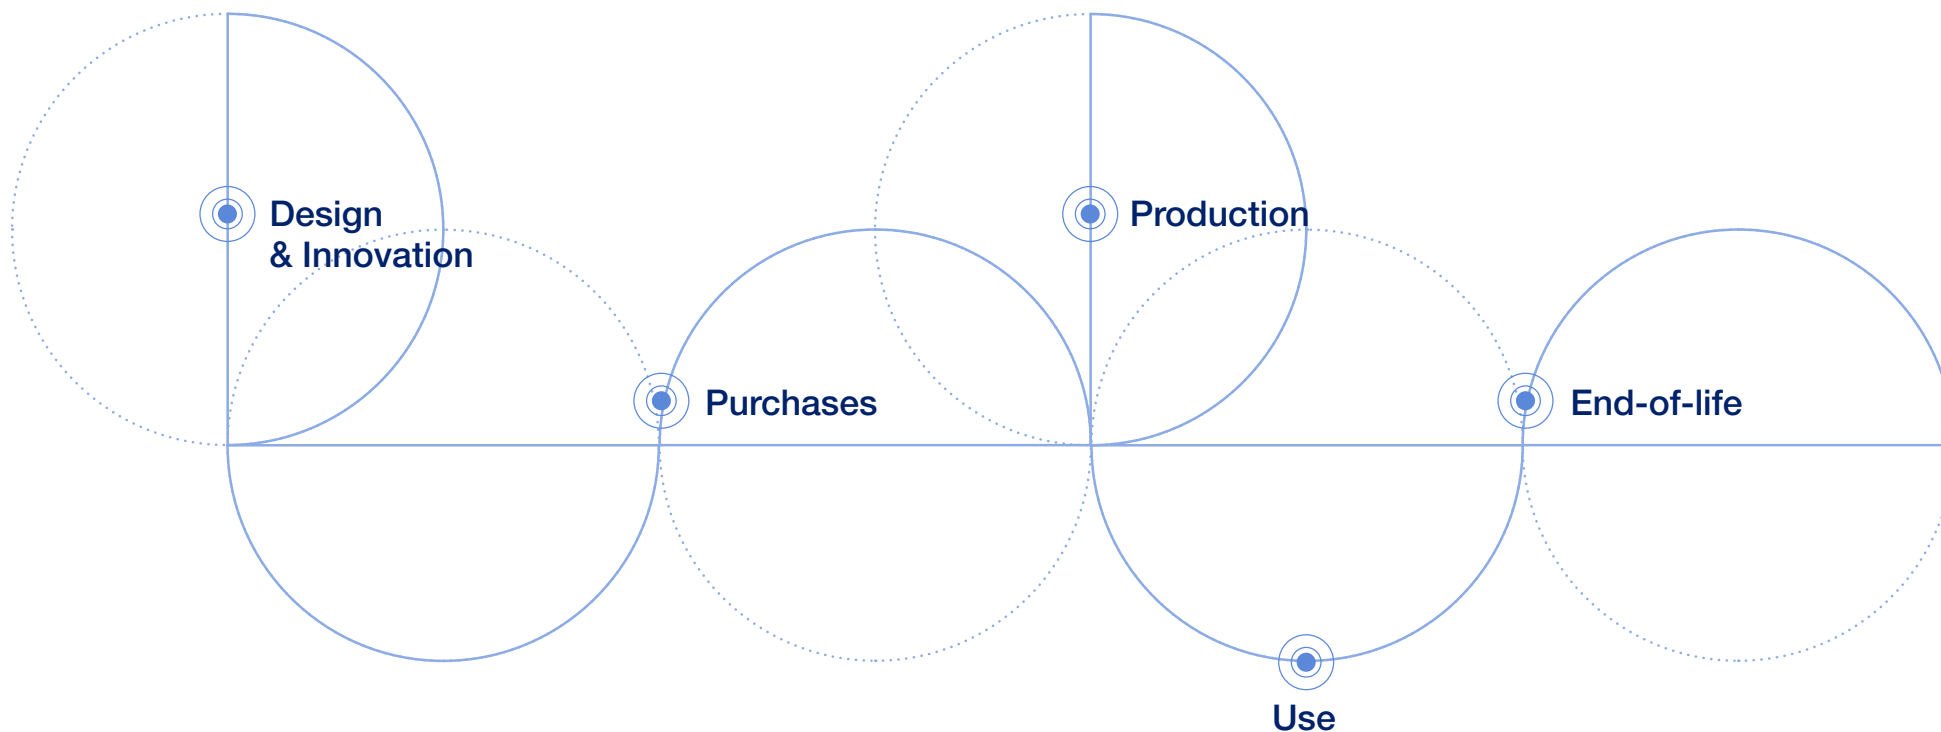 Design
& Innovation
Purchases
Production
Use
End-of-life